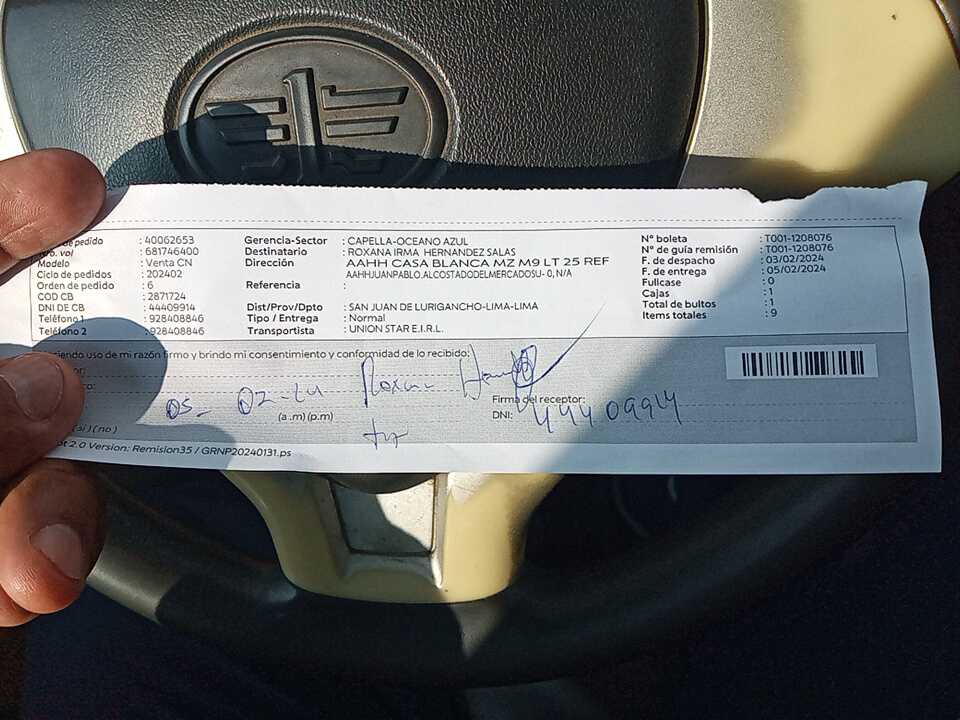 de pedido : 40062653
vol : 681746400
Modelo : Venta CN
Ciclo de pedidos : 202402
Orden de pedido : 6
COD CB : 2871724
DNI DE CB : 44409914
Teléfono 1 : 928408846
Teléfono 2 : 928408846
Gerencia-Sector : CAPELLA-OCEANO AZUL
Destinatario : ROXANA IRMA HERNANDEZ SALAS
Dirección : AAHH CASA BLANCA MZ M9 LT 25 REF
AAHHJUANPABLO.ALCOSTADODELMERCADOSU- 0, N/A
Referencia :
Dist/Prov/Dpto : SAN JUAN DE LURIGANCHO-LIMA-LIMA
Tipo / Entrega : Normal
Transportista : UNION STAR E.I.R.L.
N° boleta : T001-1208076
N° de guía remisión : T001-1208076
F. de despacho : 03/02/2024
F. de entrega : 05/02/2024
Fullcase : 0
Cajas : 1
Total de bultos : 1
Items totales : 9
uso de mi razón firmo y brindo mi consentimiento y conformidad de lo recibido:
05- 02-24
(a.m) (p.m)
Firma del receptor:
DNI: 44409914
(si) (no)
2.0 Version: Remision35 / GRNP20240131.ps